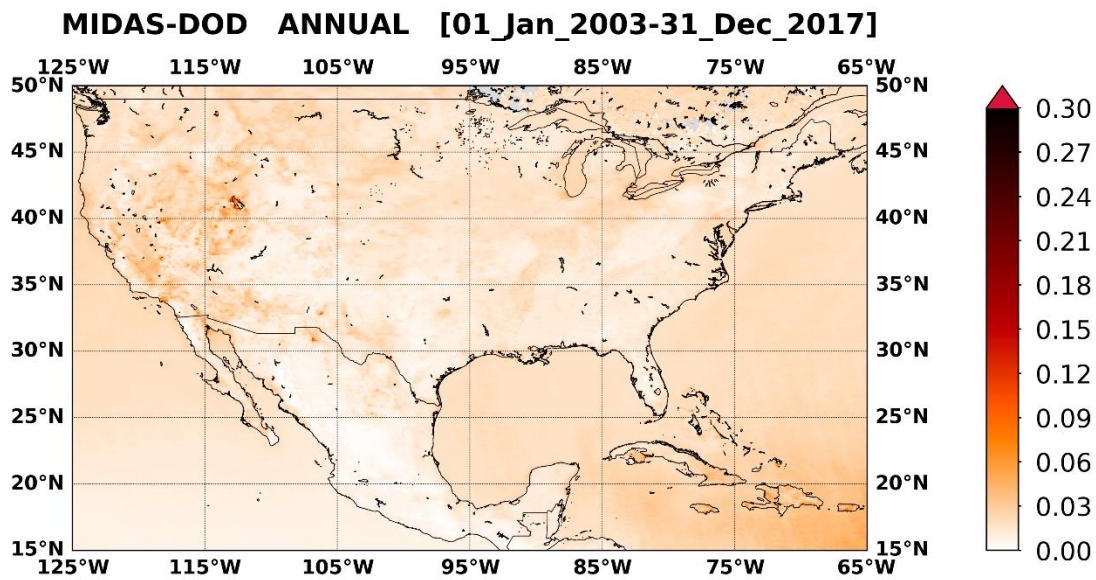 MIDAS-DOD ANNUAL [01_Jan_2003-31_Dec_2017]
125°W 115°W 105°W 95°W 85°W 75°W 65°W
50°N 50°N 0.30
0.27
45°N 45°N 0.24
40°N 40°N 0.21
0.18
35°N 35°N 0.15
30°N 30°N 0.12
25°N 25°N 0.09
0.06
20°N 20°N 0.03
15°N 15°N 0.00
125°W 115°W 105°W 95°W 85°W 75°W 65°W